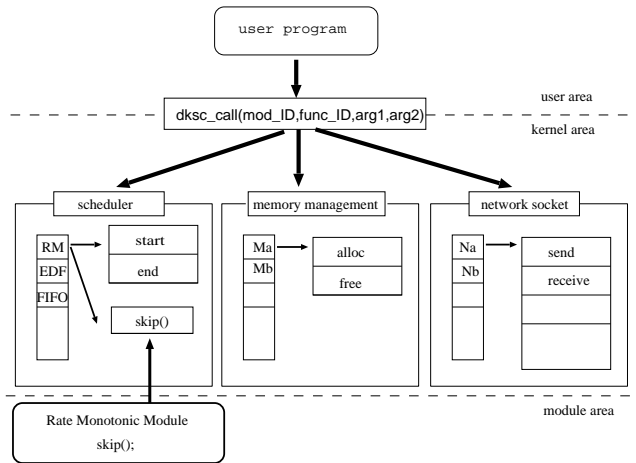 user program
user area
dksc_call(mod_ID,func_ID,arg1,arg2)
kernel area
scheduler
memory management
network socket
RM
EDF
FIFO
start
end
skip()
Ma
Mb
alloc
free
Na
Nb
send
receive
module area
Rate Monotonic Module
skip();